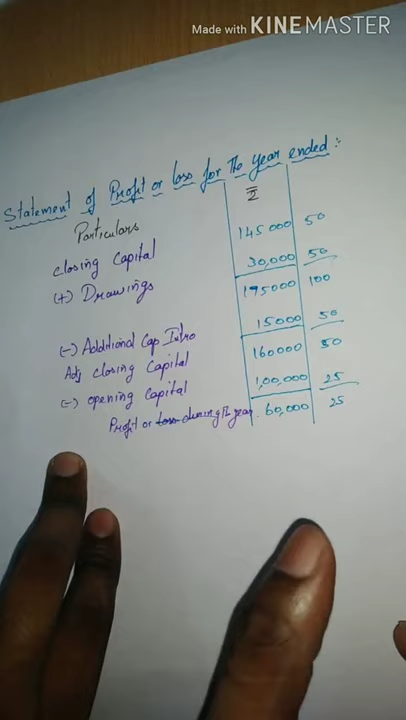 Made with KINEMASTER
Statement of Profit or loss for the year ended :-
Particulars ₹
Closing Capital 145000 50
(+) Drawings 30,000 50
175000 100
(-) Additional Cap Intro 15000 50
Adj closing Capital 160000 50
(-) opening Capital 1,00,000 25
Profit or loss during the year 60,000 25